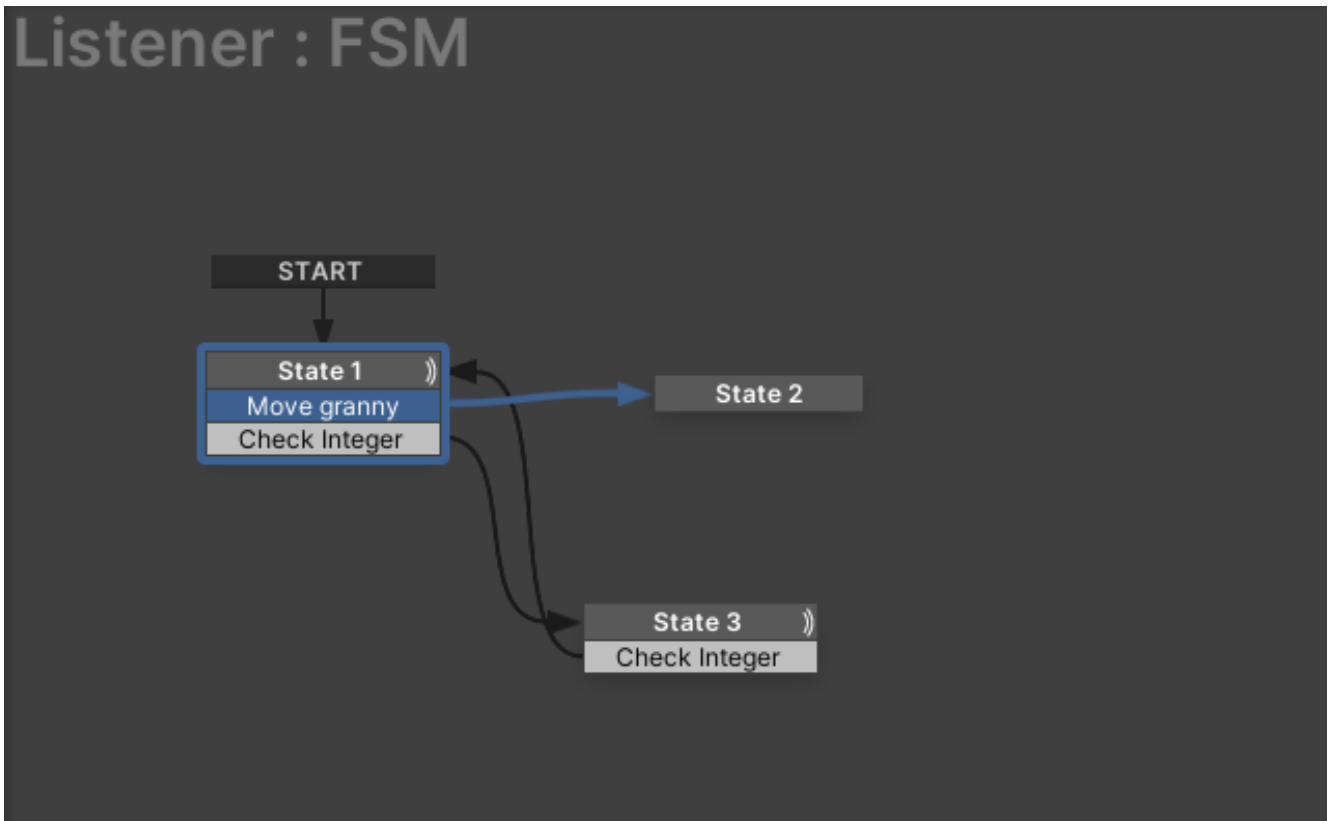 Listener : FSM
START
State 1
Move granny
Check Integer
State 2
State 3
Check Integer